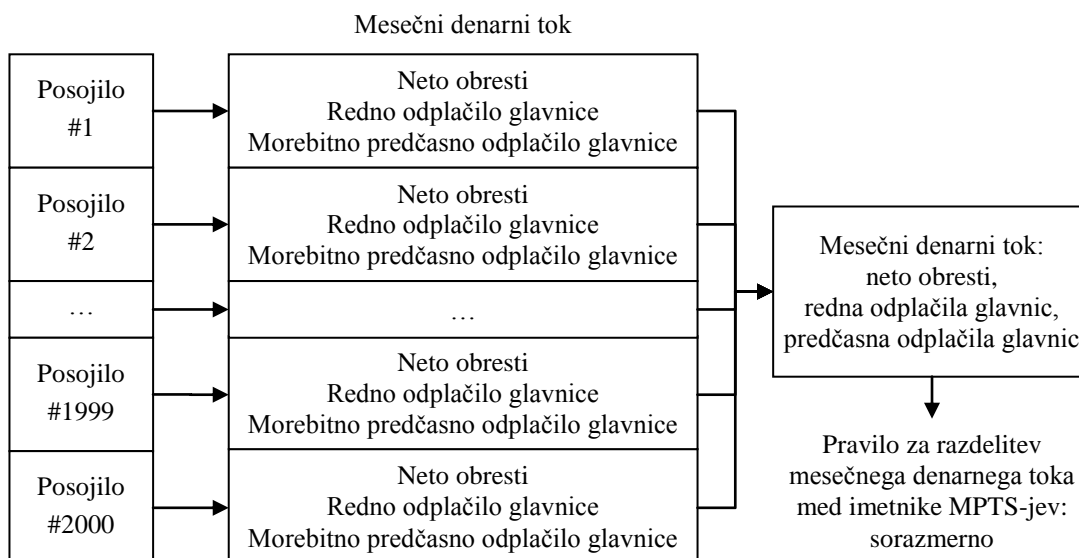 Mesečni denarni tok
Posojilo
#1
Neto obresti
Redno odplačilo glavnice
Morebitno predčasno odplačilo glavnice
Posojilo
#2
Neto obresti
Redno odplačilo glavnice
Morebitno predčasno odplačilo glavnice
…
…
Posojilo
#1999
Neto obresti
Redno odplačilo glavnice
Morebitno predčasno odplačilo glavnice
Posojilo
#2000
Neto obresti
Redno odplačilo glavnice
Morebitno predčasno odplačilo glavnice
Mesečni denarni tok:
neto obresti,
redna odplačila glavnic,
predčasna odplačila glavnic
Pravilo za razdelitev
mesečnega denarnega toka
med imetnike MPTS-jev:
sorazmerno